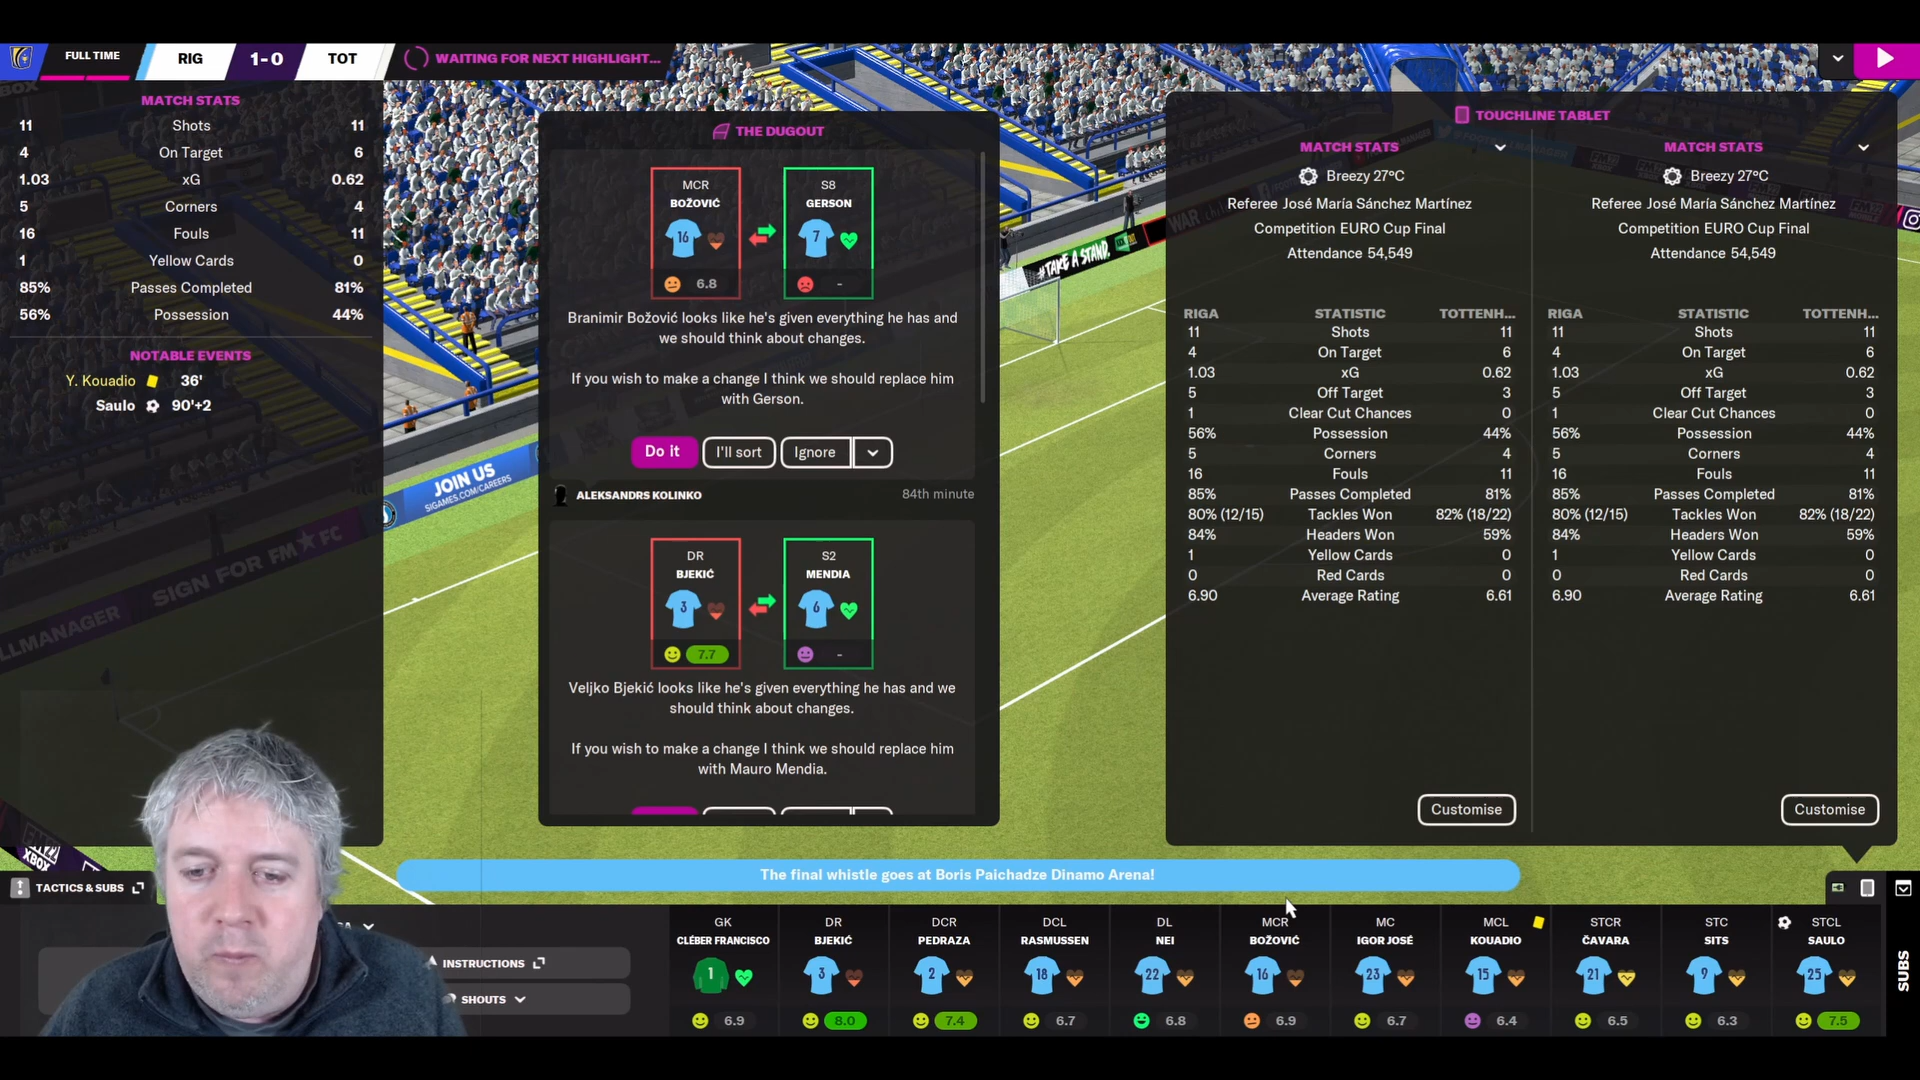 FULL TIME
RIG 1-0 TOT
WAITING FOR NEXT HIGHLIGHT...
MATCH STATS
11 Shots 11
4 On Target 6
1.03 xG 0.62
5 Corners 4
16 Fouls 11
1 Yellow Cards 0
85% Passes Completed 81%
56% Possession 44%
NOTABLE EVENTS
Y. Kouadio 36'
Saulo 90'+2
THE DUGOUT
MCR
BOŽOVIĆ
16
6.8
S8
GERSON
7
-
Branimir Božović looks like he's given everything he has and
we should think about changes.
If you wish to make a change I think we should replace him
with Gerson.
Do it
I'll sort
Ignore
ALEKSANDRS KOLINKO
84th minute
DR
BJEKIĆ
3
7.7
S2
MENDIA
6
-
Veljko Bjekić looks like he's given everything he has and we
should think about changes.
If you wish to make a change I think we should replace him
with Mauro Mendia.
TOUCHLINE TABLET
MATCH STATS
Breezy 27°C
Referee José María Sánchez Martínez
Competition EURO Cup Final
Attendance 54,549
RIGA STATISTIC TOTTENH...
11 Shots 11
4 On Target 6
1.03 xG 0.62
5 Off Target 3
1 Clear Cut Chances 0
56% Possession 44%
5 Corners 4
16 Fouls 11
85% Passes Completed 81%
80% (12/15) Tackles Won 82% (18/22)
84% Headers Won 59%
1 Yellow Cards 0
0 Red Cards 0
6.90 Average Rating 6.61
Customise
MATCH STATS
Breezy 27°C
Referee José María Sánchez Martínez
Competition EURO Cup Final
Attendance 54,549
RIGA STATISTIC TOTTENH...
11 Shots 11
4 On Target 6
1.03 xG 0.62
5 Off Target 3
1 Clear Cut Chances 0
56% Possession 44%
5 Corners 4
16 Fouls 11
85% Passes Completed 81%
80% (12/15) Tackles Won 82% (18/22)
84% Headers Won 59%
1 Yellow Cards 0
0 Red Cards 0
6.90 Average Rating 6.61
Customise
#TAKE A STAND.
JOIN US
SIGAMES.COM/CAREERS
SIGN FOR FM★FC
LLMANAGER
XBOX
The final whistle goes at Boris Paichadze Dinamo Arena!
TACTICS & SUBS
INSTRUCTIONS
SHOUTS
GK
CLÉBER FRANCISCO
1
6.9
DR
BJEKIĆ
3
8.0
DCR
PEDRAZA
2
7.4
DCL
RASMUSSEN
18
6.7
DL
NEI
22
6.8
MCR
BOŽOVIĆ
16
6.9
MC
IGOR JOSÉ
23
6.7
MCL
KOUADIO
15
6.4
STCR
ČAVARA
21
6.5
STC
SITS
9
6.3
STCL
SAULO
25
7.5
SUBS